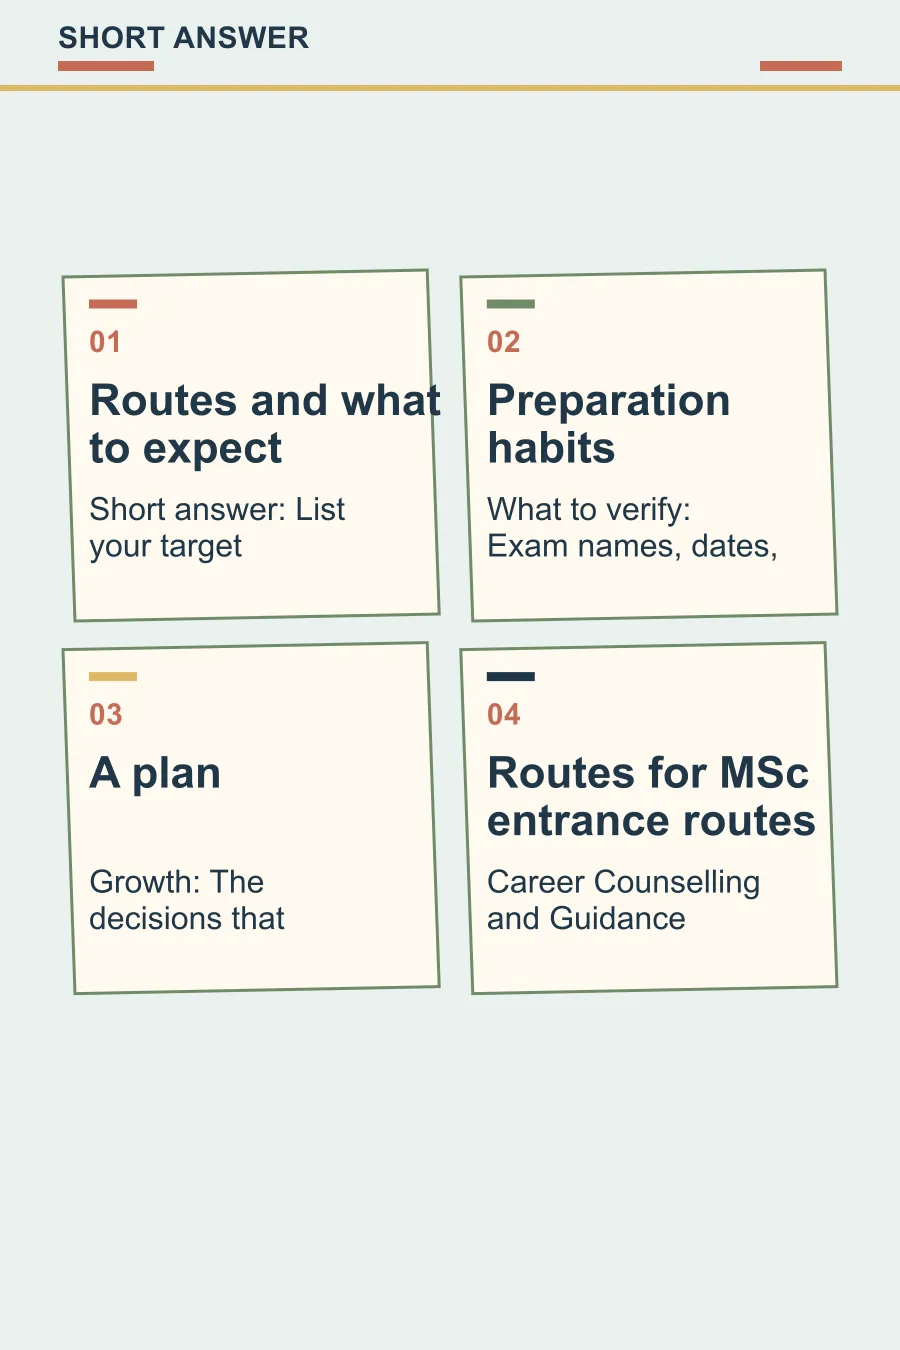 SHORT ANSWER
01
Routes and what
to expect
Short answer: List
your target
02
Preparation
habits
What to verify:
Exam names, dates,
03
A plan
Growth: The
decisions that
04
Routes for MSc
entrance routes
Career Counselling
and Guidance